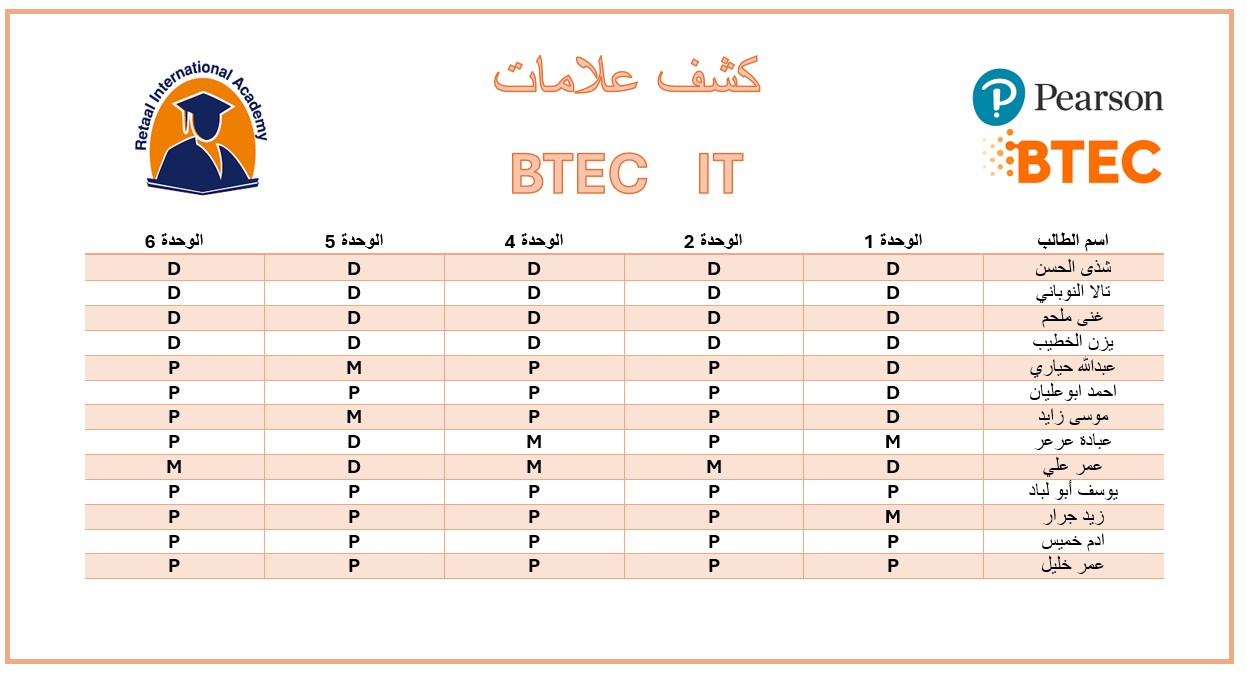 Retaal International Academy
كشف علامات
BTEC IT
Pearson
BTEC
اسم الطالب الوحدة 1 الوحدة 2 الوحدة 4 الوحدة 5 الوحدة 6
شذى الحسن D D D D D
تالا النوباني D D D D D
غنى ملحم D D D D D
يزن الخطيب D D D D D
عبدالله حياري D P P M P
احمد ابوعليان D P P P P
موسى زايد D P P M P
عبادة عرعر M P M D P
عمر علي D M M D M
يوسف أبو لباد P P P P P
زيد جرار M P P P P
ادم خميس P P P P P
عمر خليل P P P P P